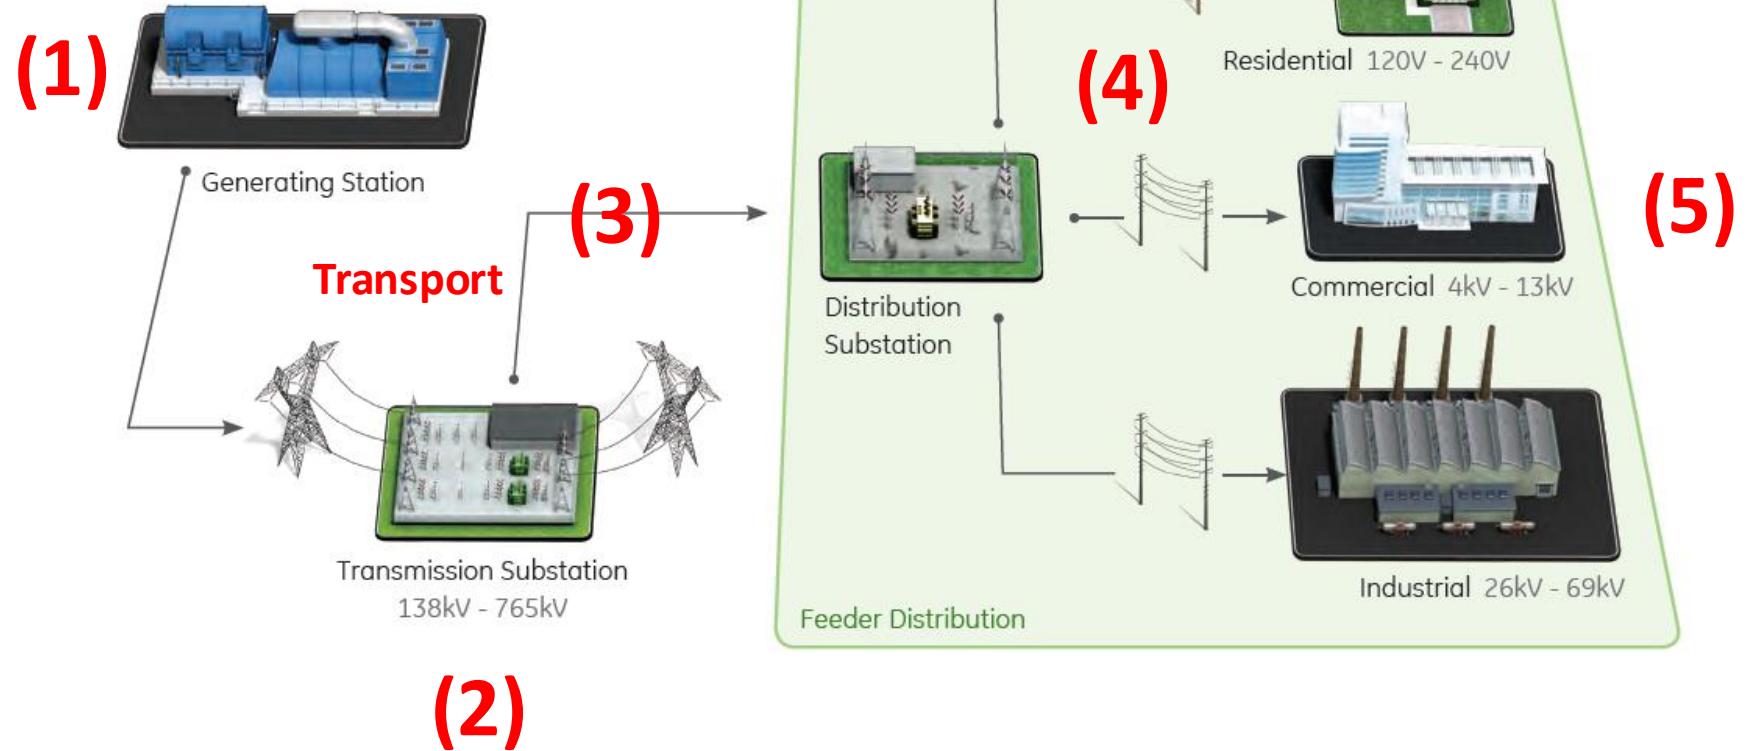 (1)
Generating Station
(3)
Transport
Transmission Substation
138kV - 765kV
(2)
(4)
Residential 120V - 240V
Distribution
Substation
Commercial 4kV - 13kV
(5)
Industrial 26kV - 69kV
Feeder Distribution